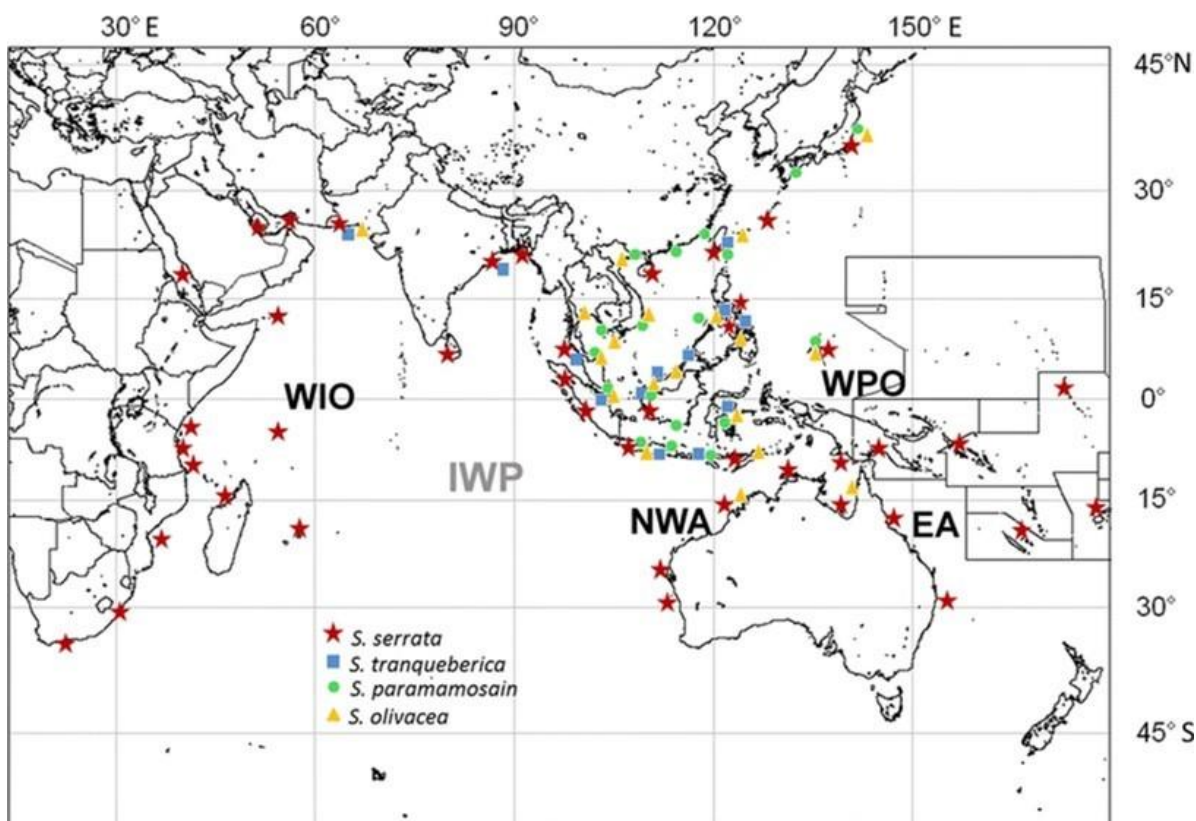 30° E 60° 90° 120° 150°
45°N
30°
15°
WIO
WPO
0°
IWP
15°
NWA
EA
30°
S. serrata
S. tranqueberica
S. paramamosain
S. olivacea
45° S